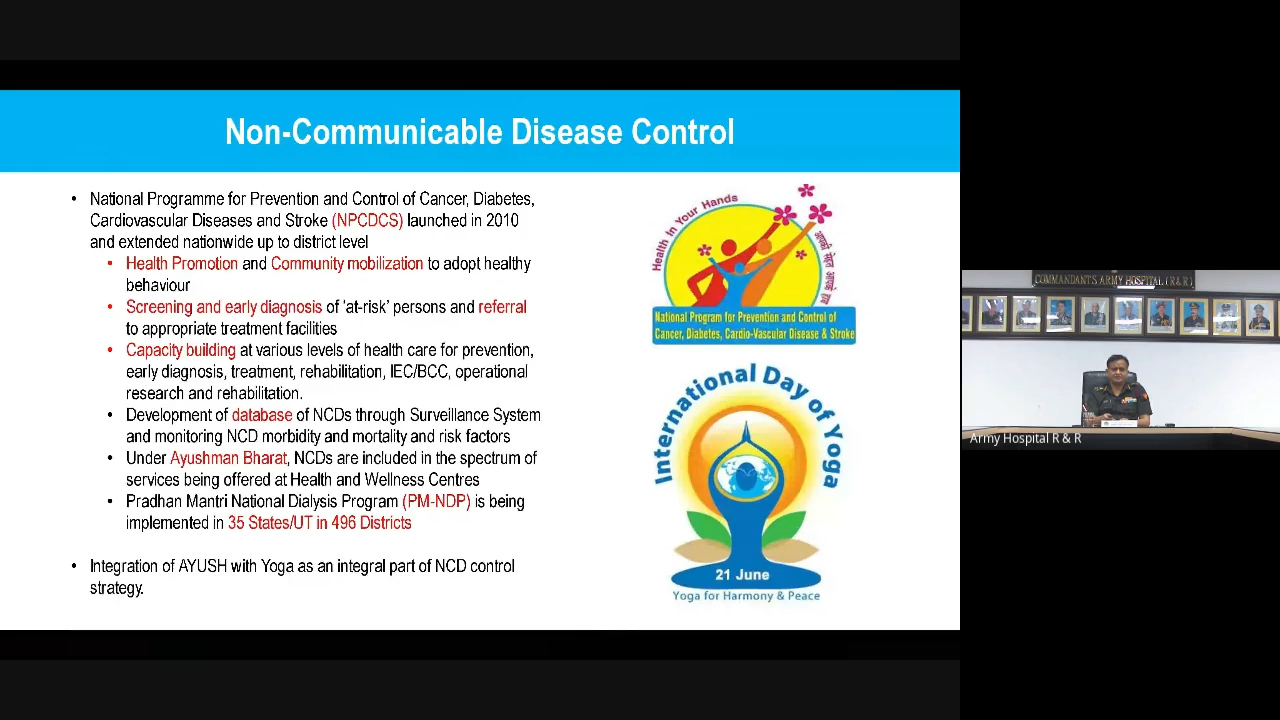 Non-Communicable Disease Control
• National Programme for Prevention and Control of Cancer, Diabetes,
Cardiovascular Diseases and Stroke (NPCDCS) launched in 2010
and extended nationwide up to district level
• Health Promotion and Community mobilization to adopt healthy
behaviour
• Screening and early diagnosis of ‘at-risk’ persons and referral
to appropriate treatment facilities
• Capacity building at various levels of health care for prevention,
early diagnosis, treatment, rehabilitation, IEC/BCC, operational
research and rehabilitation.
• Development of database of NCDs through Surveillance System
and monitoring NCD morbidity and mortality and risk factors
• Under Ayushman Bharat, NCDs are included in the spectrum of
services being offered at Health and Wellness Centres
• Pradhan Mantri National Dialysis Program (PM-NDP) is being
implemented in 35 States/UT in 496 Districts
• Integration of AYUSH with Yoga as an integral part of NCD control
strategy.
Health In Your Hands
आपकी सेहत आपके हाथ
National Program for Prevention and Control of
Cancer, Diabetes, Cardio-Vascular Disease & Stroke
International Day of Yoga
21 June
Yoga for Harmony & Peace
COMMANDANTS ARMY HOSPITAL (R&R)
Army Hospital R & R